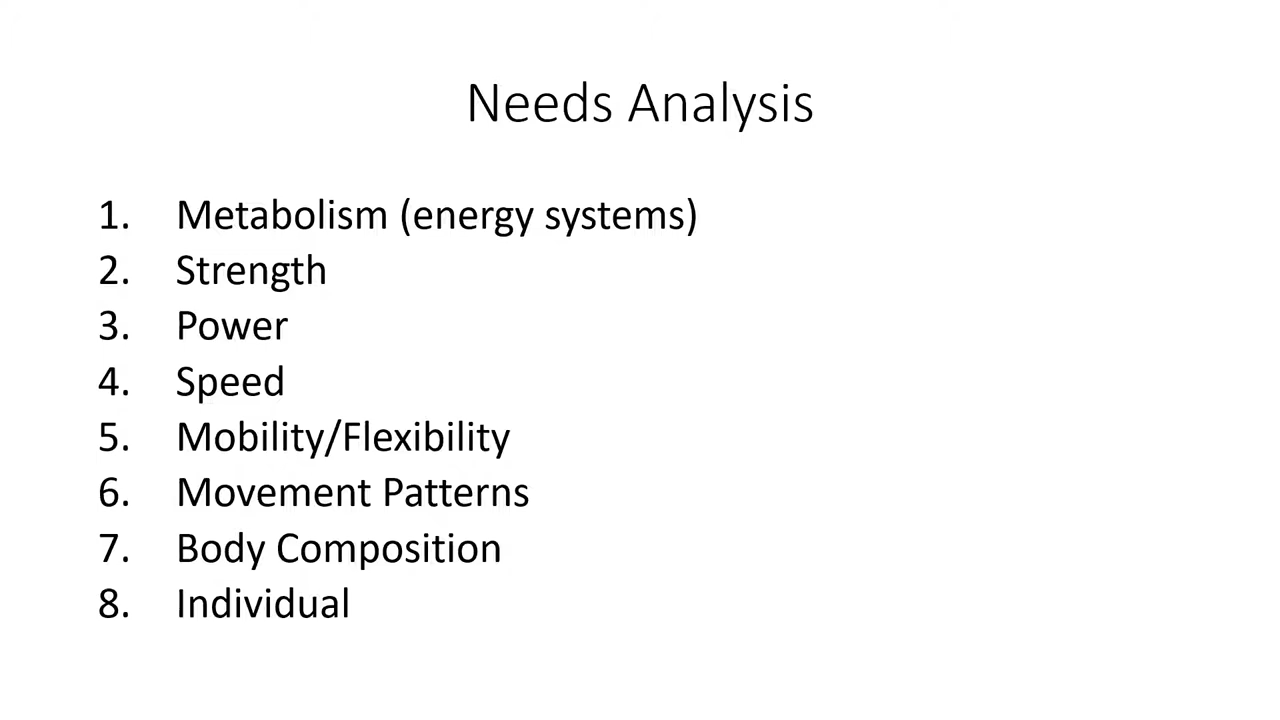 Needs Analysis
1. Metabolism (energy systems)
2. Strength
3. Power
4. Speed
5. Mobility/Flexibility
6. Movement Patterns
7. Body Composition
8. Individual